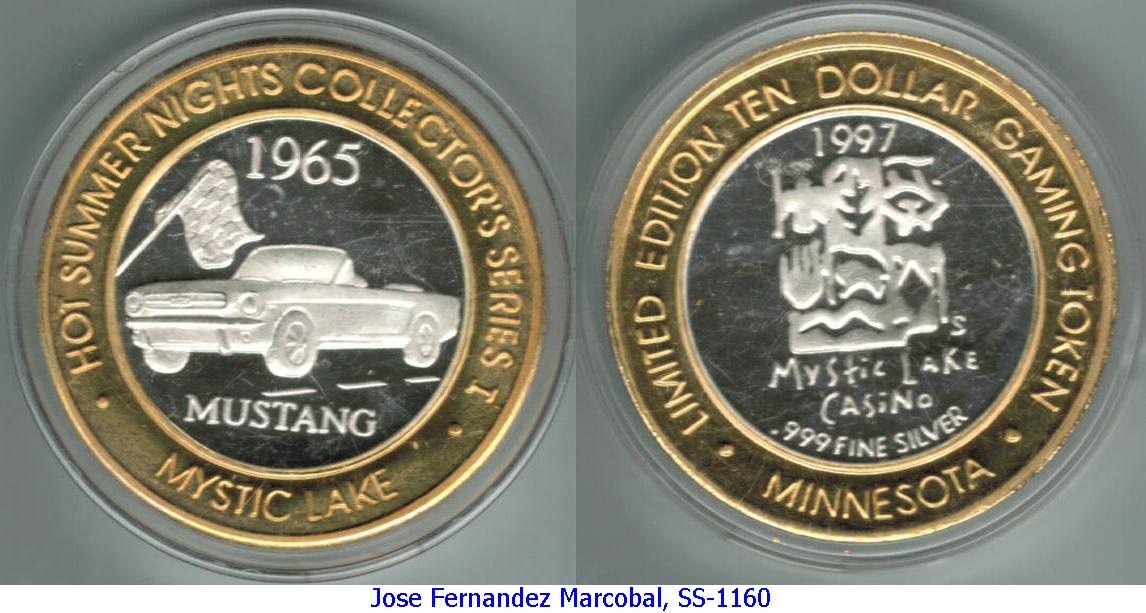 HOT SUMMER NIGHTS COLLECTOR'S SERIES I
1965
MUSTANG
MYSTIC LAKE
LIMIED EDITION TEN DOLLAR GAMING TOKEN
1997
's
Mystic Lake
Casino
.999 FINE SILVER
MINNESOTA
Jose Fernandez Marcobal, SS-1160